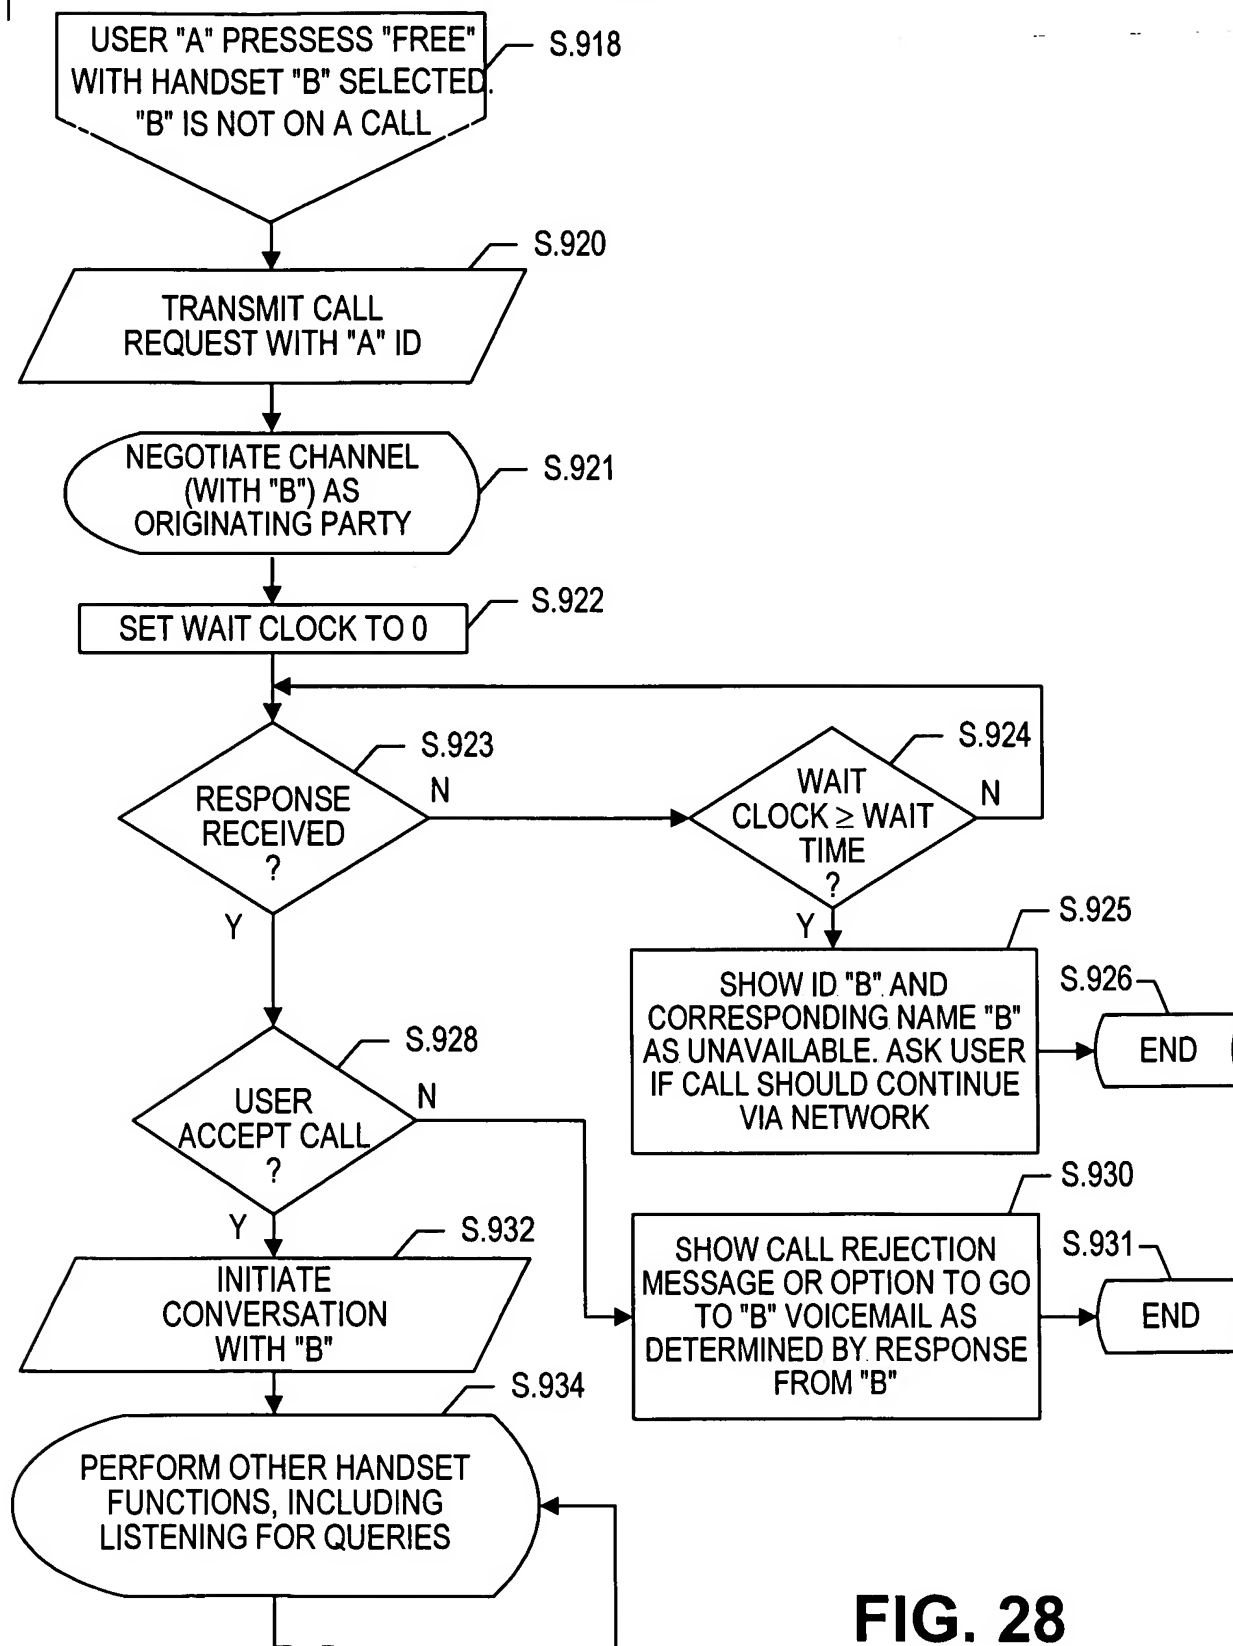 USER "A" PRESSESS "FREE"
WITH HANDSET "B" SELECTED.
"B" IS NOT ON A CALL
S.918
S.920
TRANSMIT CALL
REQUEST WITH "A" ID
NEGOTIATE CHANNEL
(WITH "B") AS
ORIGINATING PARTY
S.921
S.922
SET WAIT CLOCK TO 0
S.923
RESPONSE
RECEIVED
?
N
Y
S.924
WAIT
CLOCK ≥ WAIT
TIME
?
N
Y
S.925
SHOW ID "B" AND
CORRESPONDING NAME "B"
AS UNAVAILABLE. ASK USER
IF CALL SHOULD CONTINUE
VIA NETWORK
S.926
END
S.928
USER
ACCEPT CALL
?
N
Y
S.930
SHOW CALL REJECTION
MESSAGE OR OPTION TO GO
TO "B" VOICEMAIL AS
DETERMINED BY RESPONSE
FROM "B"
S.931
END
S.932
INITIATE
CONVERSATION
WITH "B"
S.934
PERFORM OTHER HANDSET
FUNCTIONS, INCLUDING
LISTENING FOR QUERIES
FIG. 28